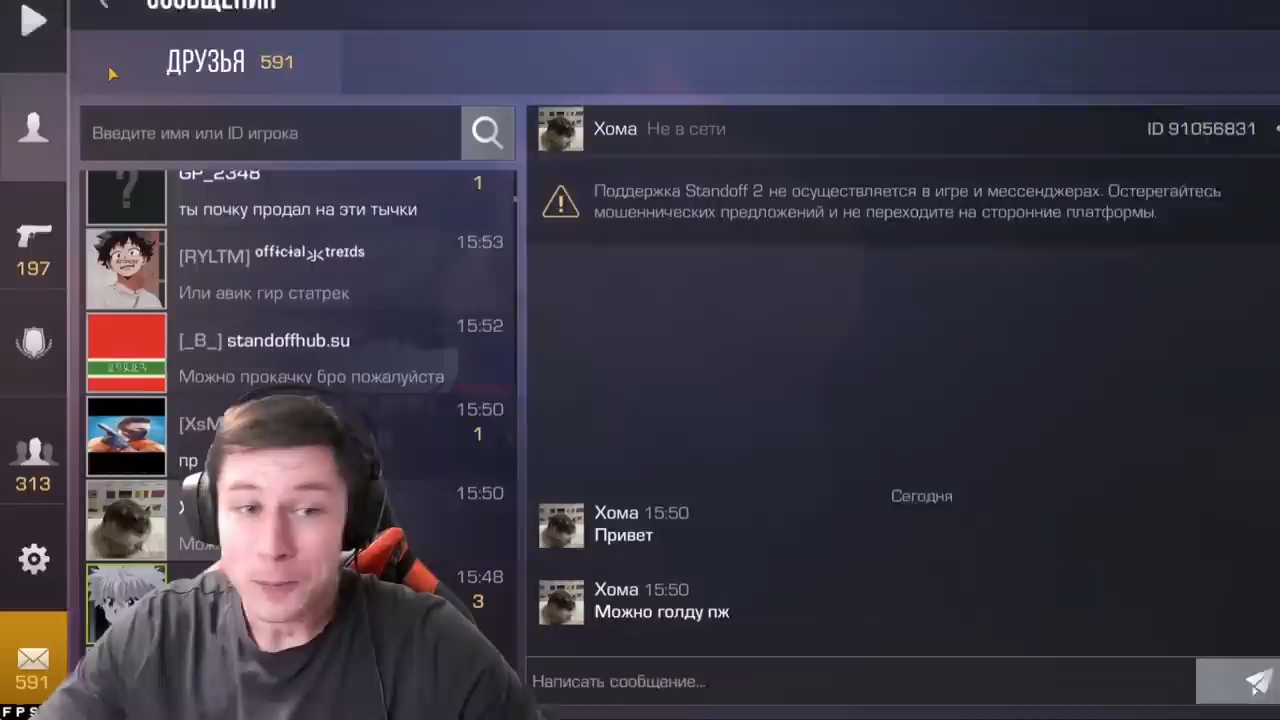 СООБЩЕНИЯ
ДРУЗЬЯ 591
Введите имя или ID игрока
GP_2348
1
ты почку продал на эти тычки
[RYLTM] official treids
15:53
Или авик гир статрек
[_B_] standoffhub.su
15:52
Можно прокачку бро пожалуйста
[XsM
15:50
1
пр
15:50
15:48
3
197
313
591
FPS
Хома Не в сети
ID 91056831
Поддержка Standoff 2 не осуществляется в игре и мессенджерах. Остерегайтесь
мошеннических предложений и не переходите на сторонние платформы.
Сегодня
Хома 15:50
Привет
Хома 15:50
Можно голду пж
Написать сообщение...